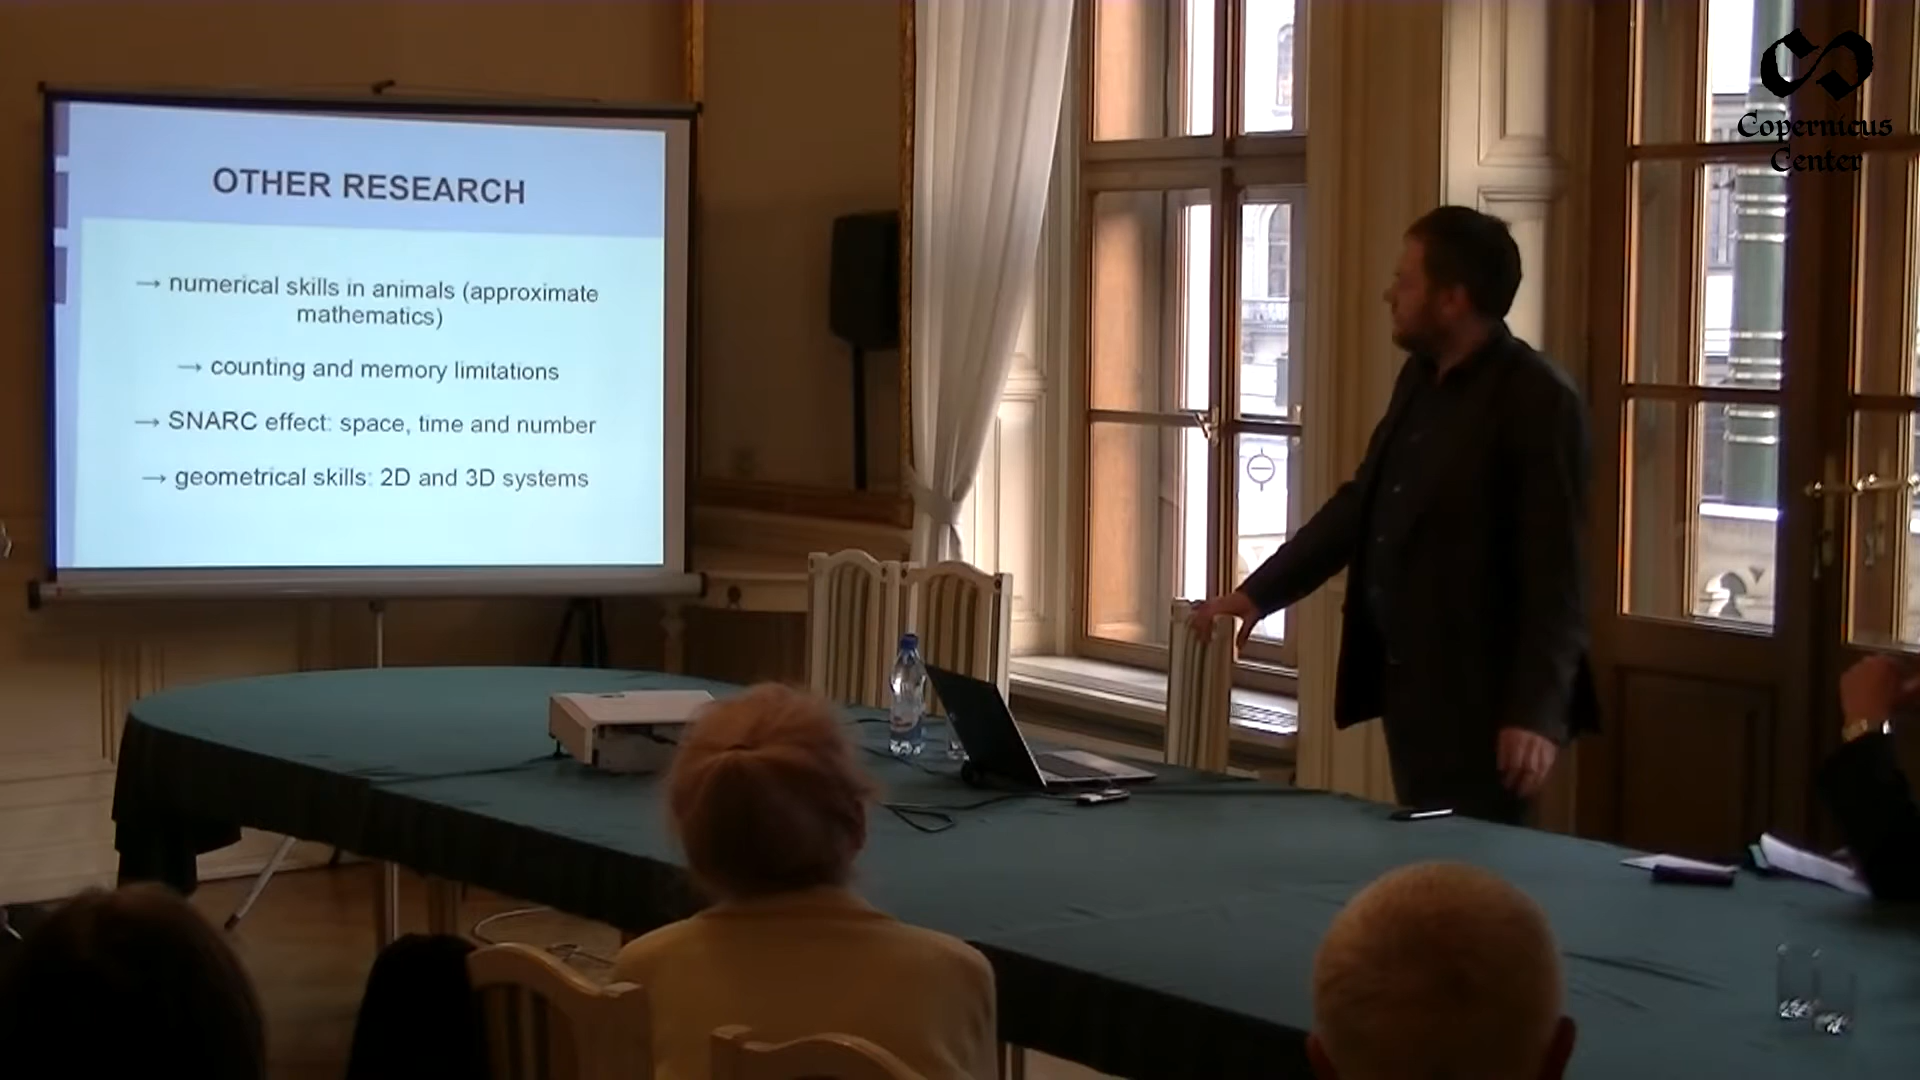 OTHER RESEARCH
→ numerical skills in animals (approximate
mathematics)
→ counting and memory limitations
→ SNARC effect: space, time and number
→ geometrical skills: 2D and 3D systems
Copernicus
Center